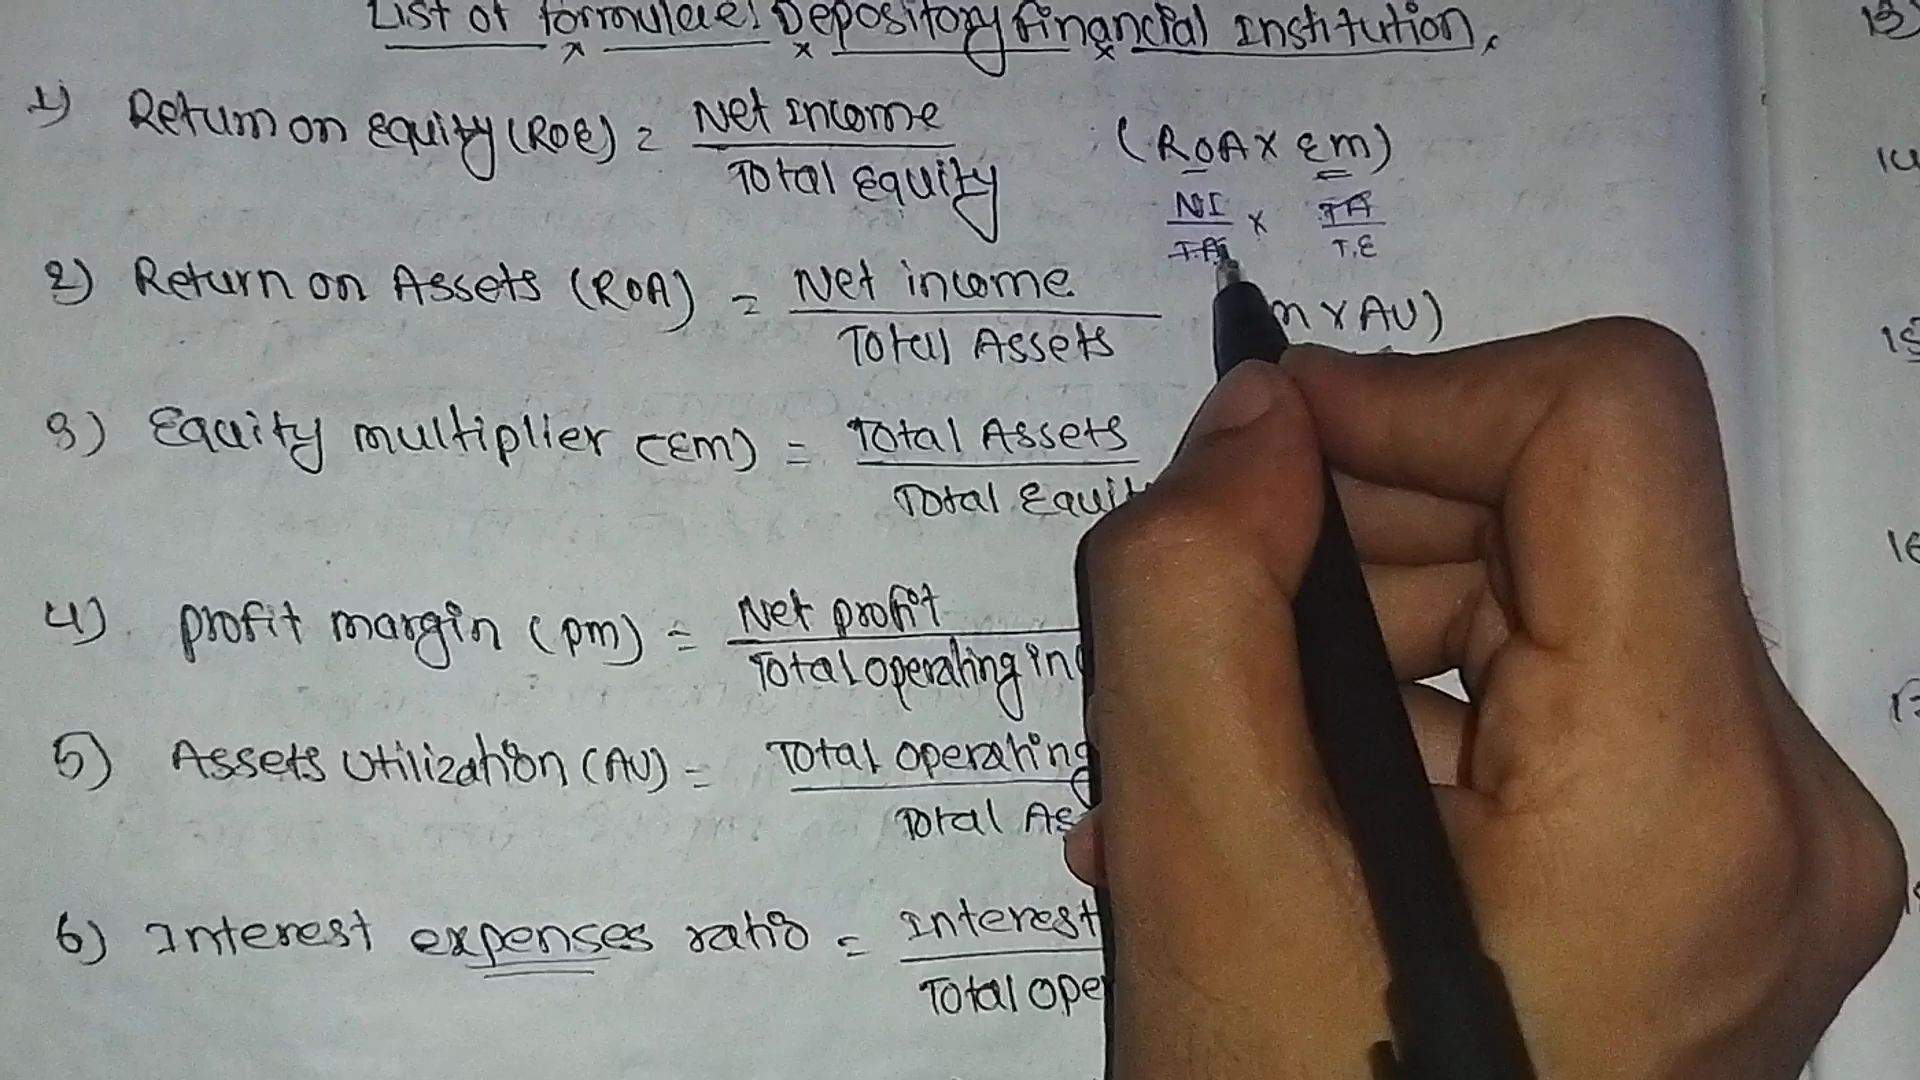 List of formulae: Depository financial Institution.
1) Return on equity (ROE) = Net income / Total Equity (ROA X EM)
NI / TA X TA / T.E
2) Return on Assets (ROA) = Net income / Total Assets m X AU)
3) Equity multiplier (EM) = Total Assets / Total Equit
4) profit margin (pm) = Net profit / Total operating in
5) Assets Utilization (AU) = Total operating / Total As
6) Interest expenses ratio = Interest / Total ope
13)
14
15
16